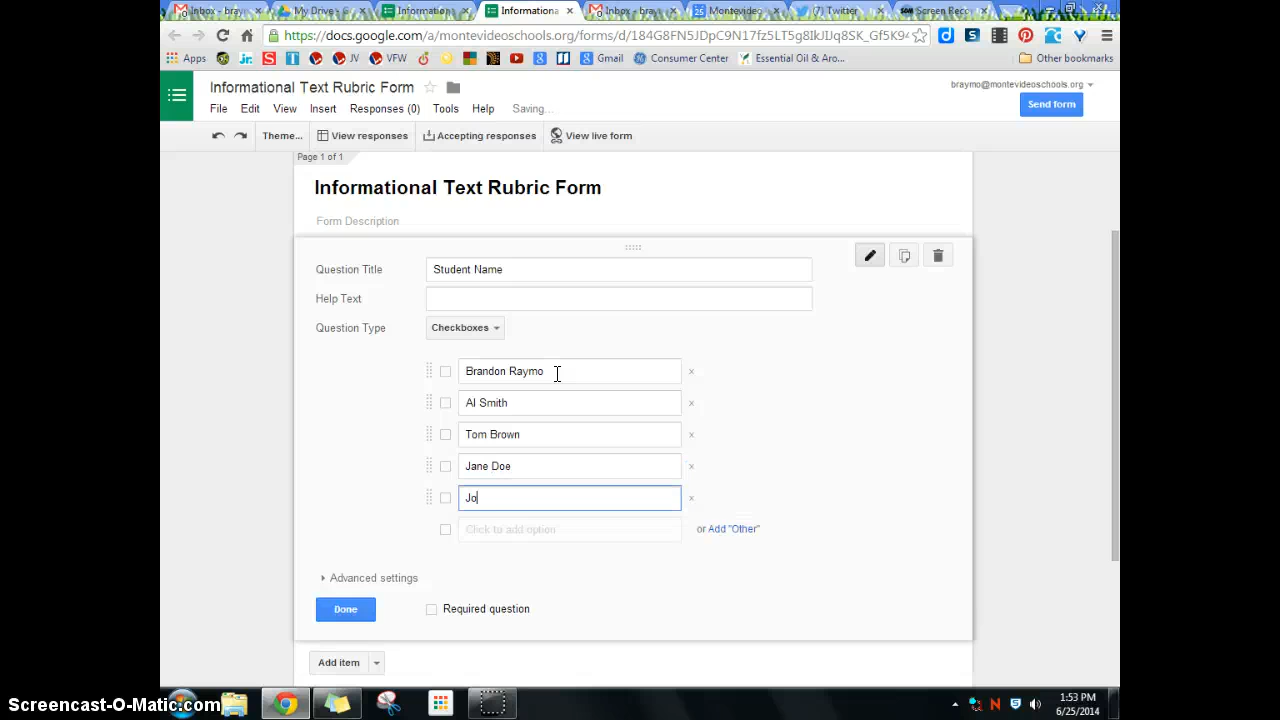 Inbox - bray
My Drive - G
Information
Informationa
Inbox - bray
Montevideo
(7) Twitter
Screen Reco
https://docs.google.com/a/montevideoschools.org/forms/d/184G8FN5JDpC9N17fz5LT5g8IkJIJq8SK_Gf5K94
Apps
JV
VFW
Gmail
Consumer Center
Essential Oil & Aro...
Other bookmarks
Informational Text Rubric Form
braymo@montevideoschools.org
File Edit View Insert Responses (0) Tools Help Saving...
Send form
Theme... View responses Accepting responses View live form
Page 1 of 1
Informational Text Rubric Form
Form Description
Question Title Student Name
Help Text
Question Type Checkboxes
Brandon Raymo
Al Smith
Tom Brown
Jane Doe
Jo
Click to add option or Add "Other"
Advanced settings
Done Required question
Add item
1:53 PM
6/25/2014
Screencast-O-Matic.com